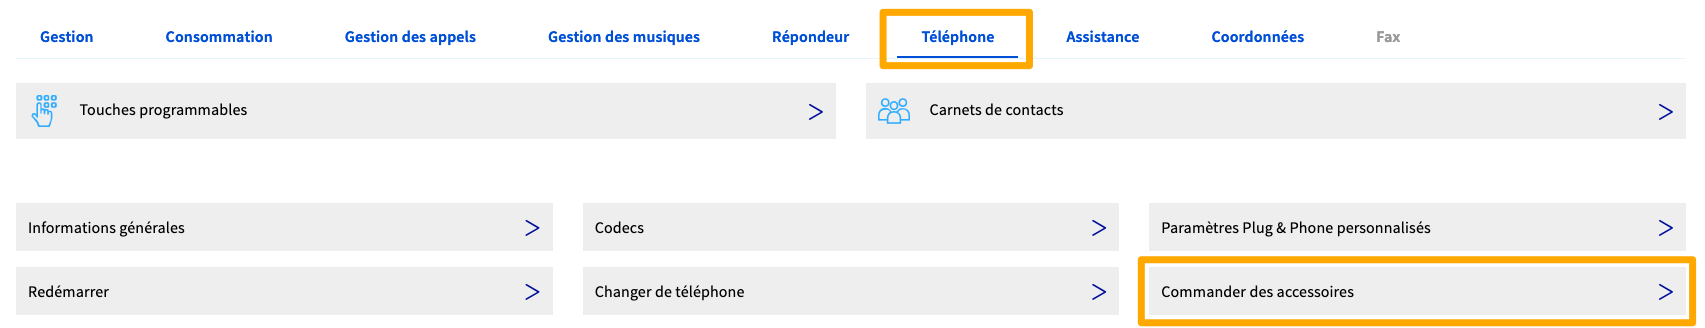 Gestion Consommation Gestion des appels Gestion des musiques Répondeur Téléphone Assistance Coordonnées Fax
Touches programmables Carnets de contacts
Informations générales Codecs Paramètres Plug & Phone personnalisés
Redémarrer Changer de téléphone Commander des accessoires